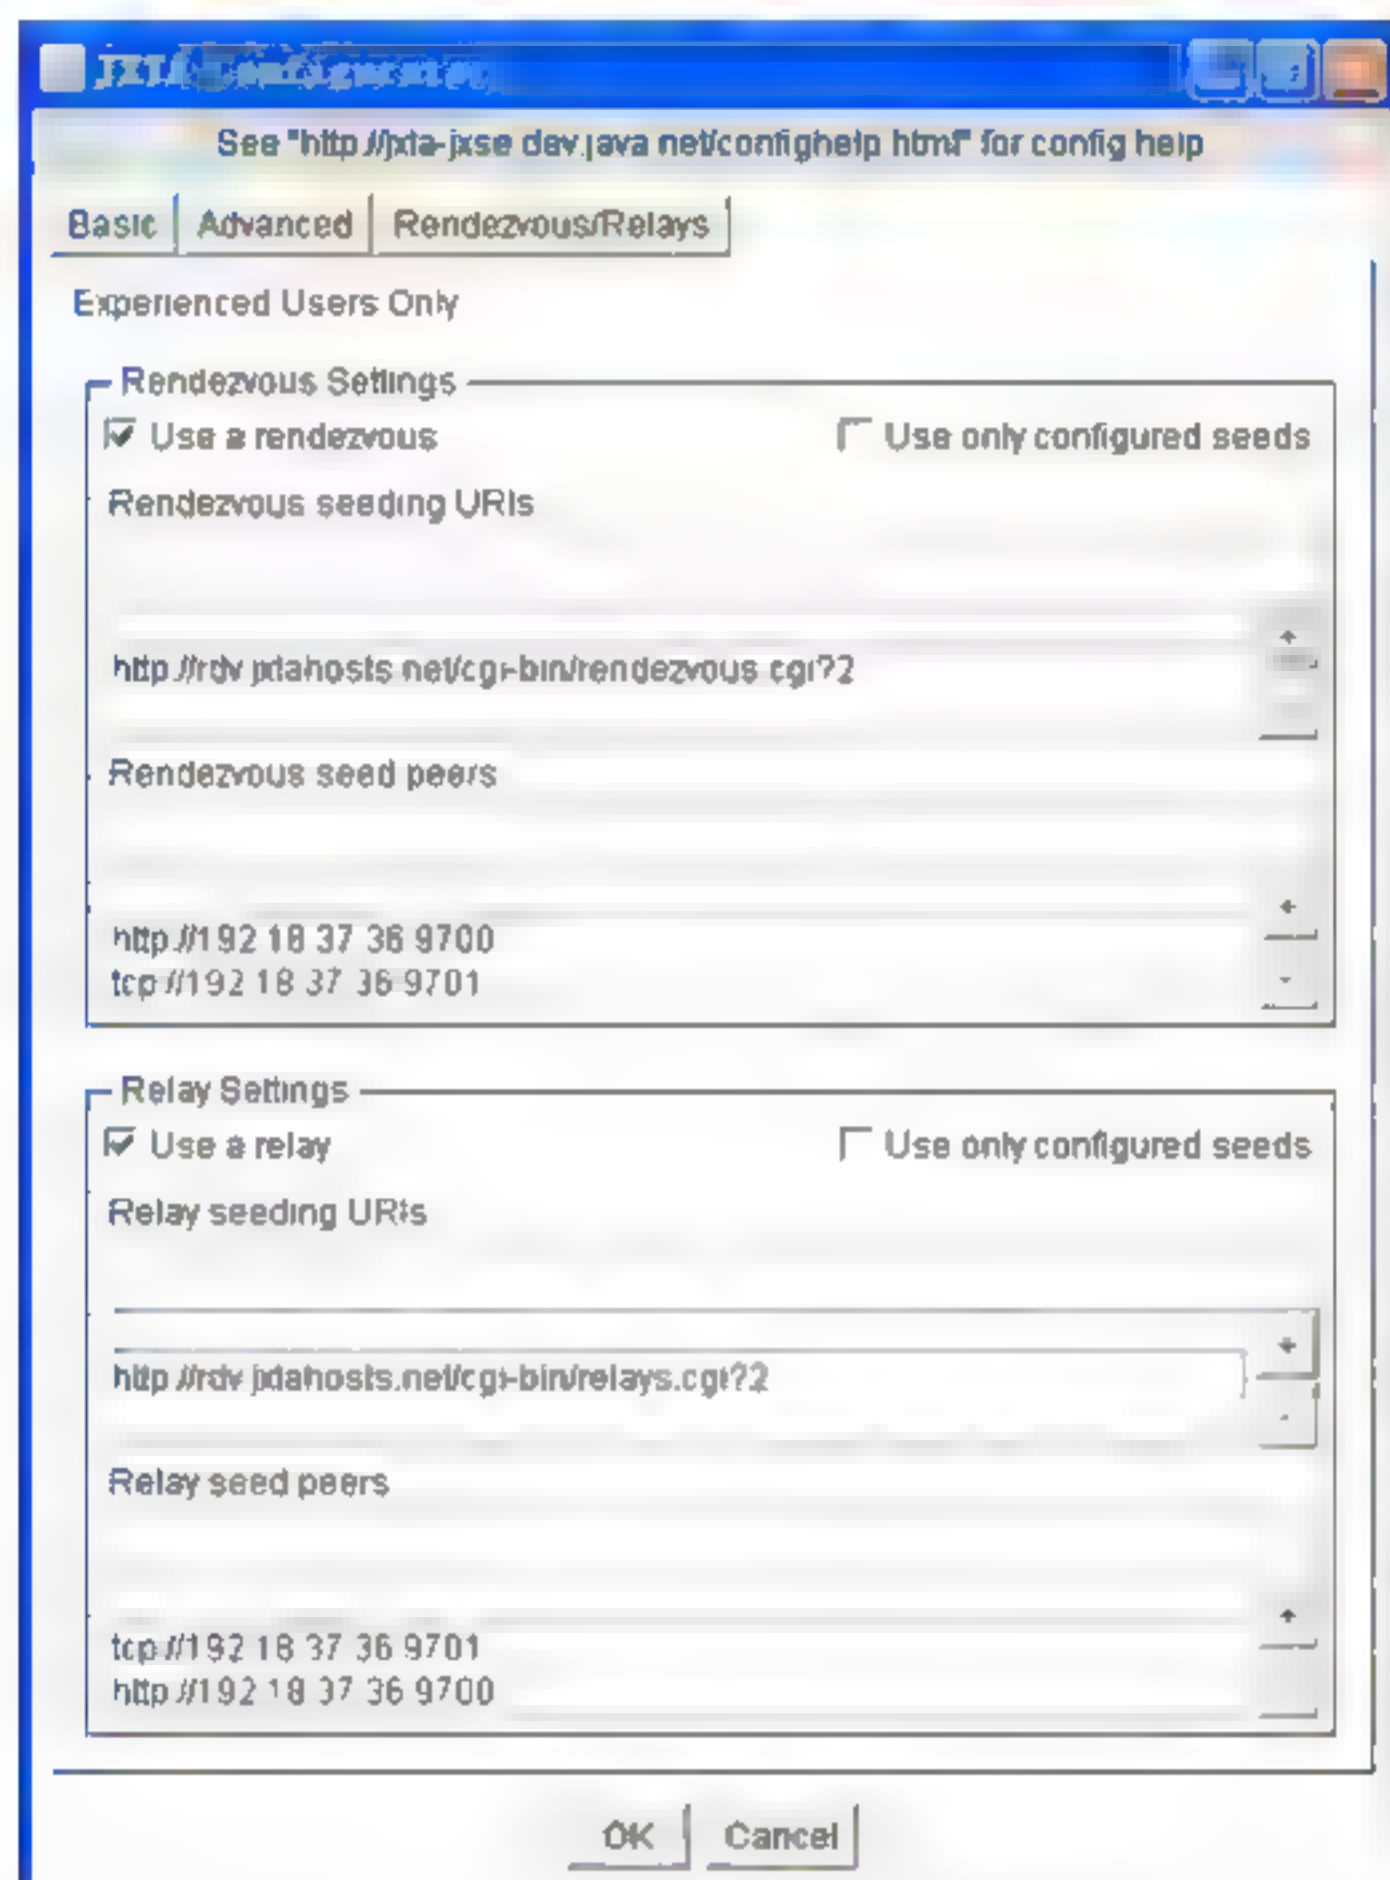 JXTA Configurator
See "http://jxta-jxse.dev.java.net/confighelp.html" for config help
Basic Advanced Rendezvous/Relays
Experienced Users Only
Rendezvous Settings
Use a rendezvous Use only configured seeds
Rendezvous seeding URIs
+
http://rdv.jxtahosts.net/cgi-bin/rendezvous.cgi?2
Rendezvous seed peers
+
http://192.18.37.36:9700
tcp://192.18.37.36:9701
-
Relay Settings
Use a relay Use only configured seeds
Relay seeding URIs
+
http://rdv.jxtahosts.net/cgi-bin/relays.cgi?2
-
Relay seed peers
+
tcp://192.18.37.36:9701
http://192.18.37.36:9700
OK Cancel